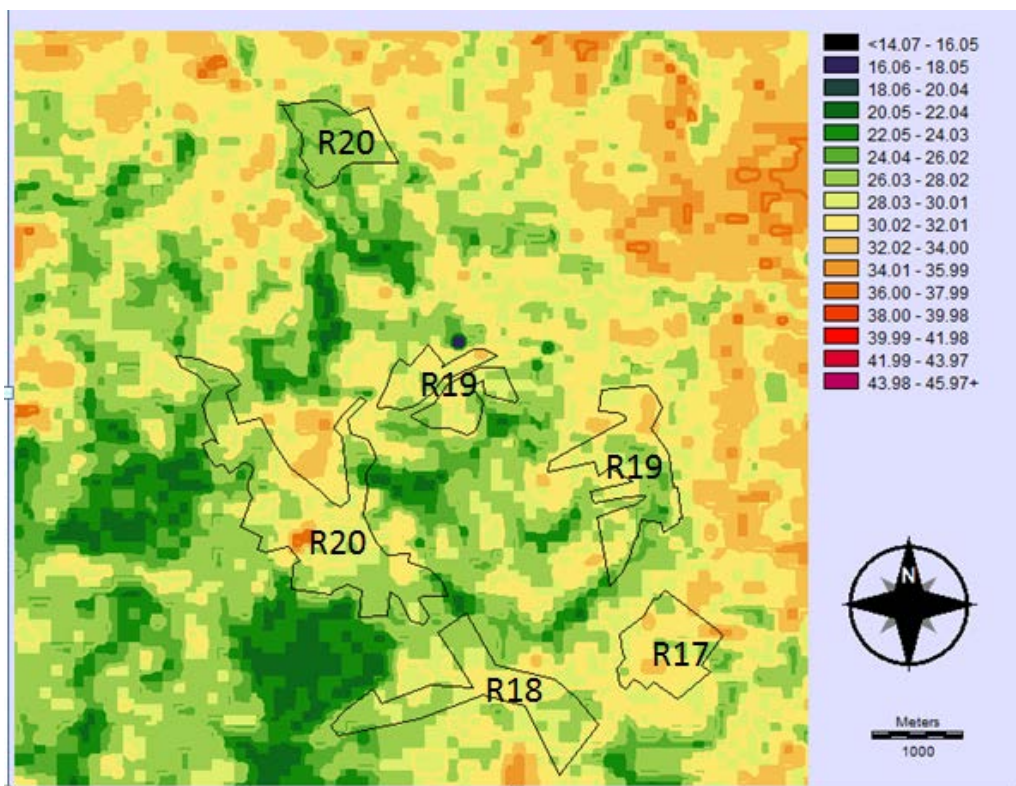 R20
R19
R19
R20
R17
R18
<14.07 - 16.05
16.06 - 18.05
18.06 - 20.04
20.05 - 22.04
22.05 - 24.03
24.04 - 26.02
26.03 - 28.02
28.03 - 30.01
30.02 - 32.01
32.02 - 34.00
34.01 - 35.99
36.00 - 37.99
38.00 - 39.98
39.99 - 41.98
41.99 - 43.97
43.98 - 45.97+
N
Meters
1000